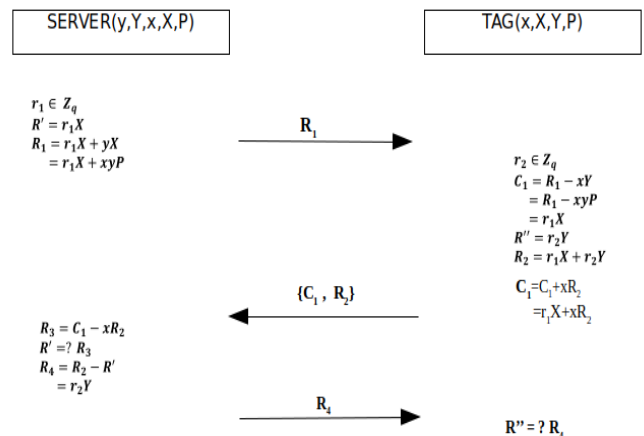 SERVER(y,Y,x,X,P)
TAG(x,X,Y,P)
r₁ ∈ Z_q
R' = r₁X
R₁ = r₁X + yX
= r₁X + xyP
R₁
r₂ ∈ Z_q
C₁ = R₁ − xY
= R₁ − xyP
= r₁X
R'' = r₂Y
R₂ = r₁X + r₂Y
C₁=C₁+xR₂
=r₁X+xR₂
{C₁ , R₂}
R₃ = C₁ − xR₂
R' =? R₃
R₄ = R₂ − R'
= r₂Y
R₄
R” = ? R₄